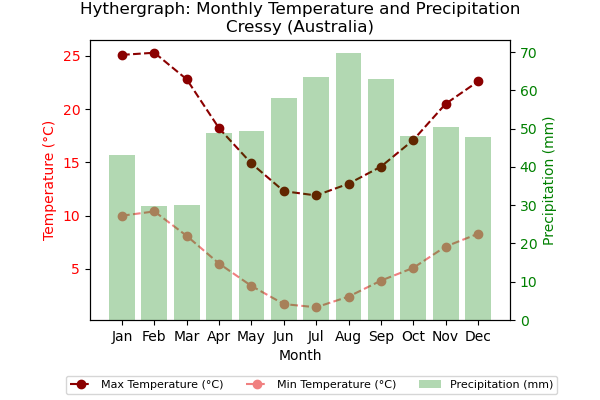 Hythergraph: Monthly Temperature and Precipitation
Cressy (Australia)
25
20
15
10
5
Temperature (°C)
70
60
50
40
30
20
10
0
Precipitation (mm)
Jan Feb Mar Apr May Jun Jul Aug Sep Oct Nov Dec
Month
Max Temperature (°C) Min Temperature (°C) Precipitation (mm)